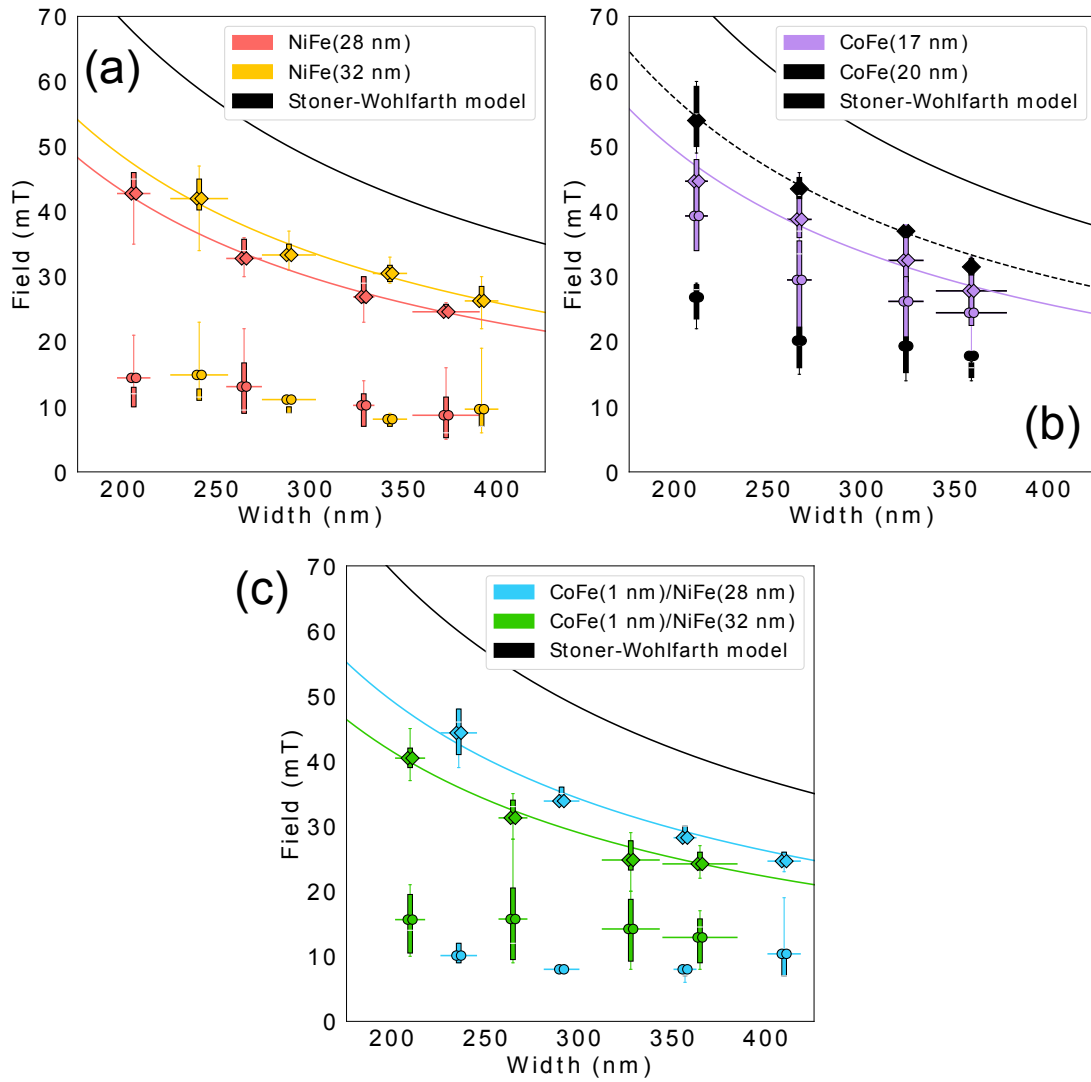 (a)
NiFe(28 nm)
NiFe(32 nm)
Stoner-Wohlfarth model
70
60
50
40
30
20
10
0
Field (mT)
200 250 300 350 400
Width (nm)
(b)
CoFe(17 nm)
CoFe(20 nm)
Stoner-Wohlfarth model
70
60
50
40
30
20
10
0
Field (mT)
200 250 300 350 400
Width (nm)
(c)
CoFe(1 nm)/NiFe(28 nm)
CoFe(1 nm)/NiFe(32 nm)
Stoner-Wohlfarth model
70
60
50
40
30
20
10
0
Field (mT)
200 250 300 350 400
Width (nm)